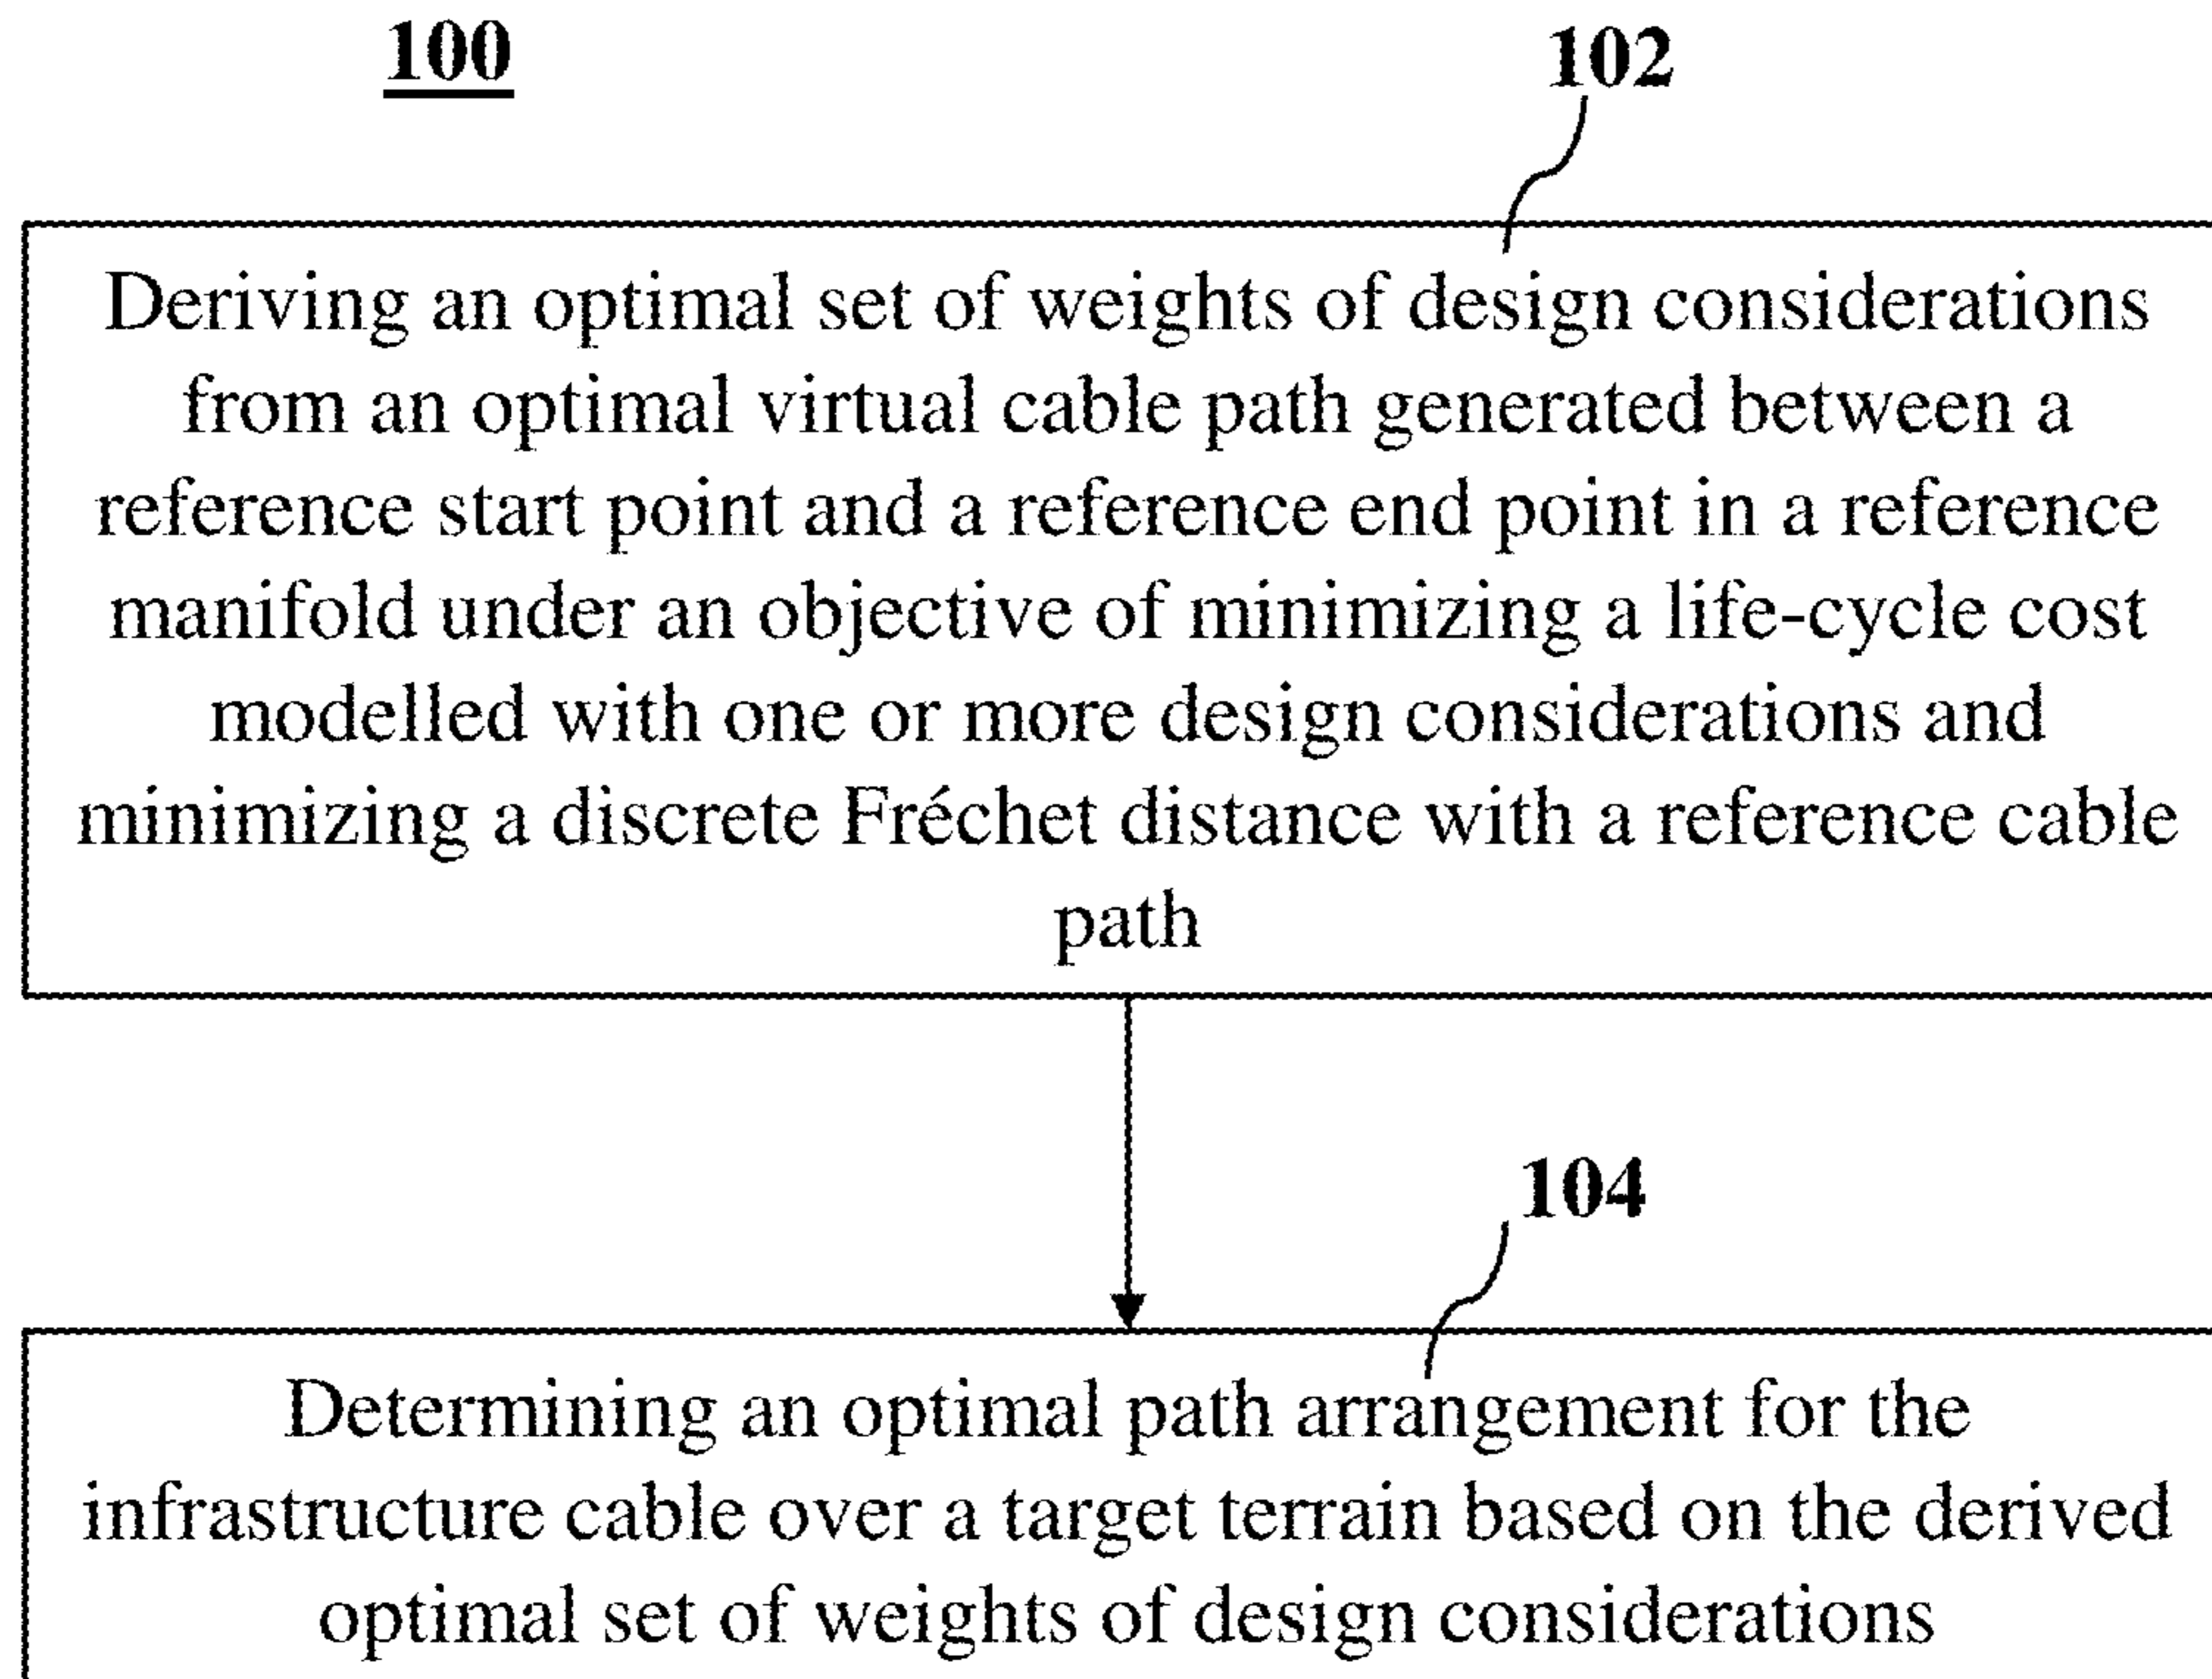 100
102
Deriving an optimal set of weights of design considerations
from an optimal virtual cable path generated between a
reference start point and a reference end point in a reference
manifold under an objective of minimizing a life-cycle cost
modelled with one or more design considerations and
minimizing a discrete Fréchet distance with a reference cable
path
104
Determining an optimal path arrangement for the
infrastructure cable over a target terrain based on the derived
optimal set of weights of design considerations